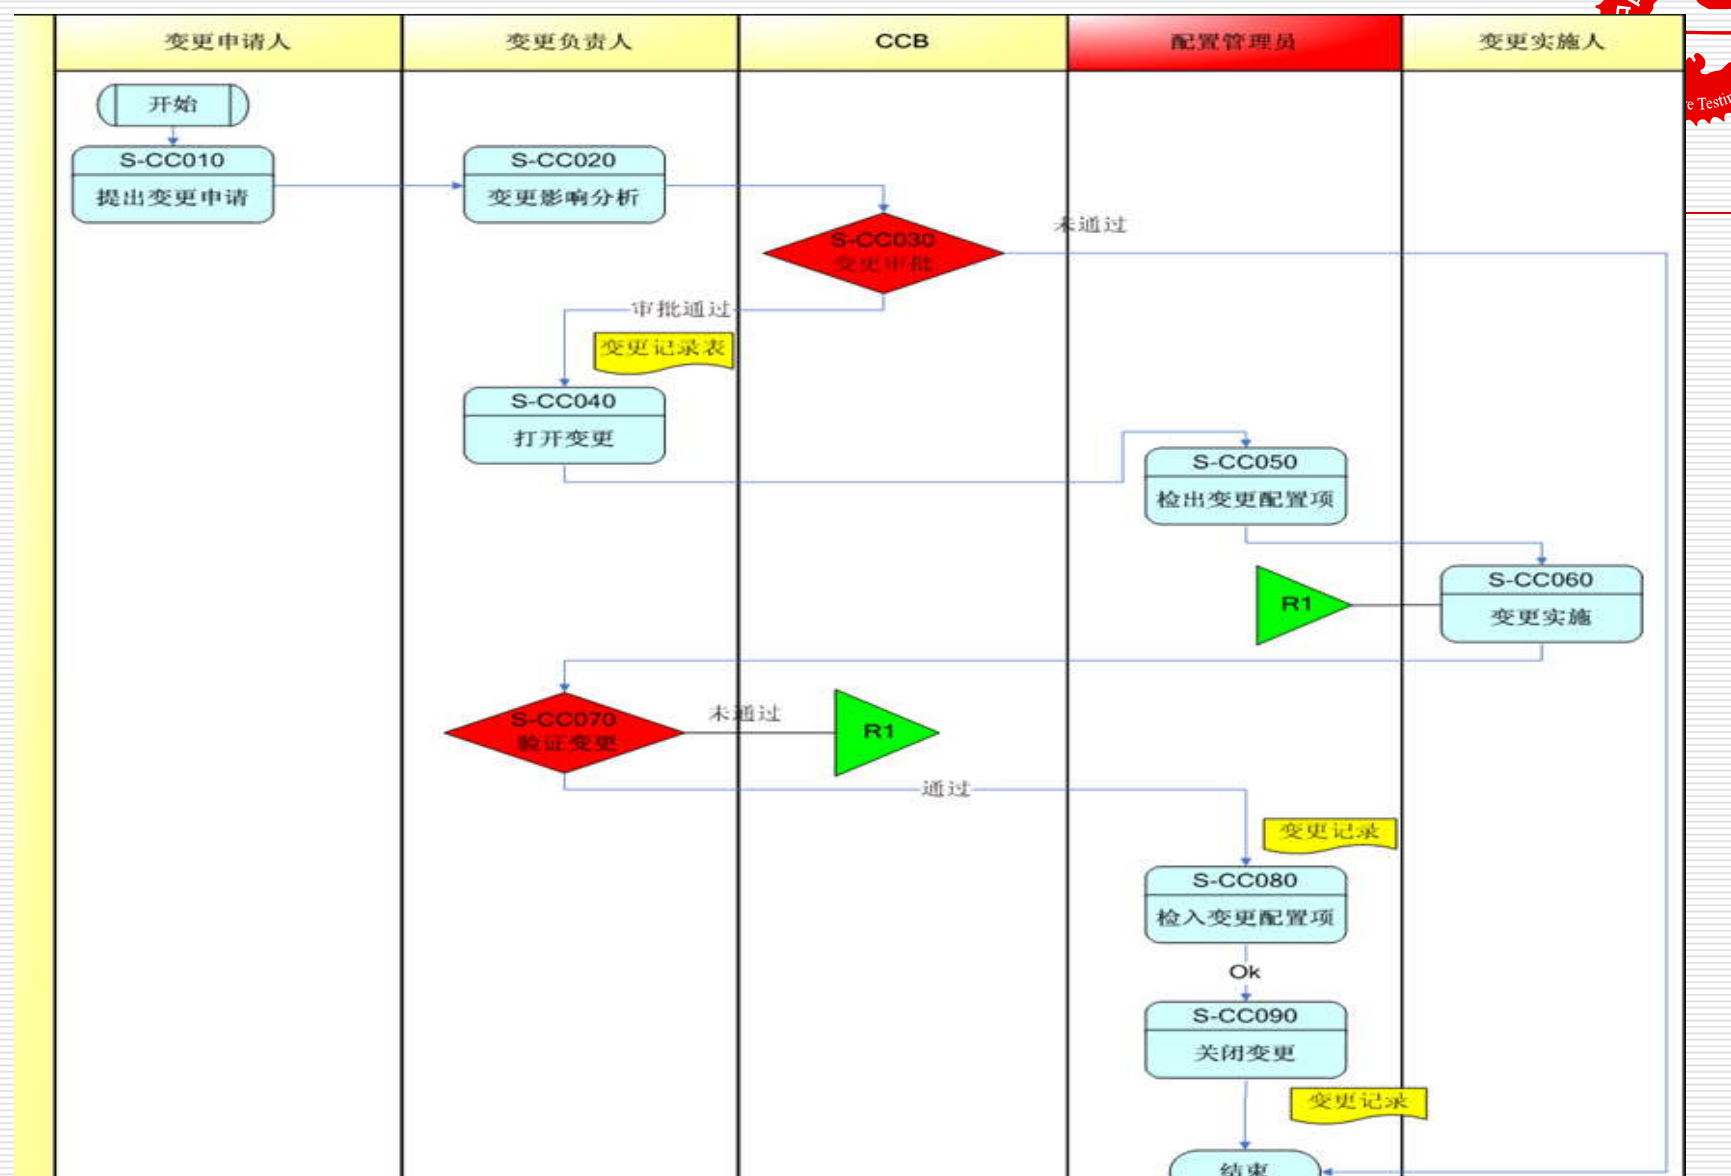 变更申请人
变更负责人
CCB
配置管理员
变更实施人
开始
S-CC010
提出变更申请
S-CC020
变更影响分析
S-CC030
变更审批
未通过
审批通过
变更记录表
S-CC040
打开变更
S-CC050
检出变更配置项
S-CC060
变更实施
R1
S-CC070
验证变更
未通过
R1
通过
变更记录
S-CC080
检入变更配置项
Ok
S-CC090
关闭变更
变更记录
结束